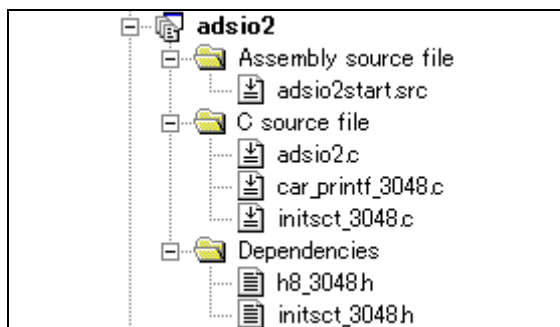 adsio2
Assembly source file
adsio2start.src
C source file
adsio2.c
car_printf_3048.c
initsct_3048.c
Dependencies
h8_3048.h
initsct_3048.h